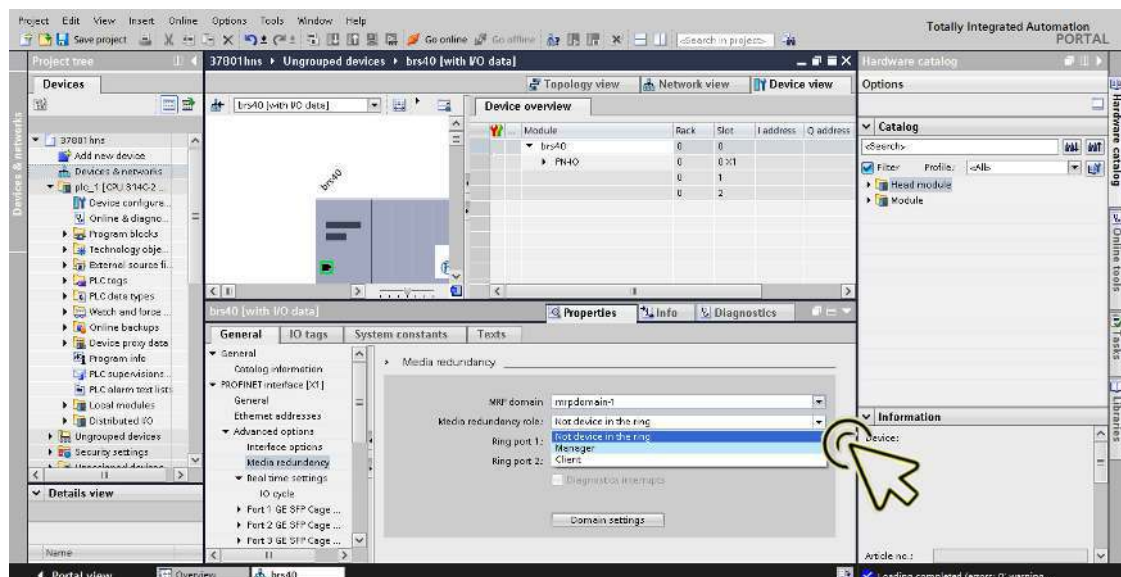 Project Edit View Insert Online Options Tools Window Help
Totally Integrated Automation
PORTAL
Save project
Go online
Go offline
<Search in project>
Project tree
37801hns ▸ Ungrouped devices ▸ brs40 [with I/O data]
Hardware catalog
Devices
Topology view
Network view
Device view
Options
brs40 [with I/O data]
Device overview
Module
Rack
Slot
I address
Q address
brs40 0 0
PN-IO 0 0 X1
0 1
0 2
brs40
Catalog
<Search>
Filter Profile: <All>
Head module
Module
37801hns
Add new device
Devices & networks
plc_1 [CPU 314C-2 ...
Device configura...
Online & diagno...
Program blocks
Technology obje...
External source fi...
PLC tags
PLC data types
Watch and force ...
Online backups
Device proxy data
Program info
PLC supervisions...
PLC alarm text lists
Local modules
Distributed I/O
Ungrouped devices
Security settings
Details view
Name
brs40 [with I/O data]
Properties
Info
Diagnostics
General
IO tags
System constants
Texts
General
Catalog information
PROFINET interface [X1]
General
Ethernet addresses
Advanced options
Interface options
Media redundancy
Real time settings
IO cycle
Port 1 GE SFP Cage ...
Port 2 GE SFP Cage ...
Port 3 GE SFP Cage ...
Media redundancy
MRP domain mrpdomain-1
Media redundancy role: Not device in the ring
Ring port 1: Not device in the ring
Manager
Ring port 2: Client
Diagnostics interrupts
Domain settings
Information
Device:
Article no.:
Devices & networks
Hardware catalog
Online tools
Tasks
Libraries
Portal view
Overview
brs40